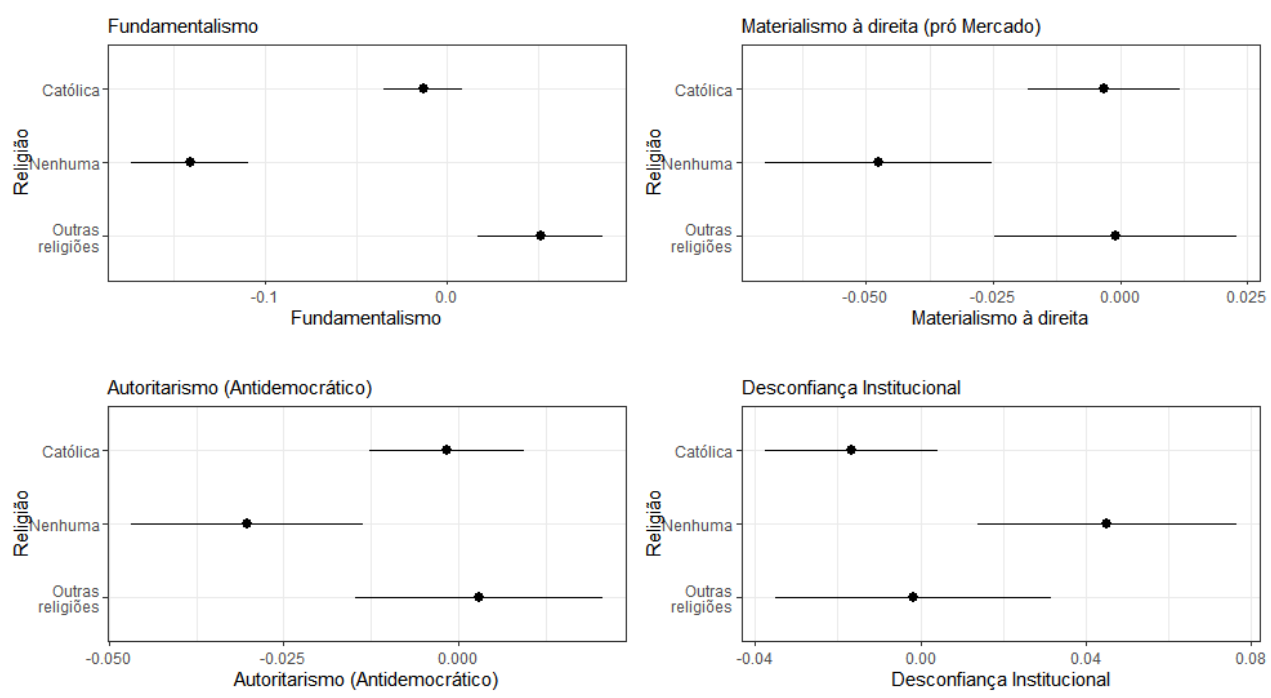 Fundamentalismo
Religião
Católica
Nenhuma
Outras
religiões
-0.1 0.0
Fundamentalismo
Materialismo à direita (pró Mercado)
Religião
Católica
Nenhuma
Outras
religiões
-0.050 -0.025 0.000 0.025
Materialismo à direita
Autoritarismo (Antidemocrático)
Religião
Católica
Nenhuma
Outras
religiões
-0.050 -0.025 0.000
Autoritarismo (Antidemocrático)
Desconfiança Institucional
Religião
Católica
Nenhuma
Outras
religiões
-0.04 0.00 0.04 0.08
Desconfiança Institucional